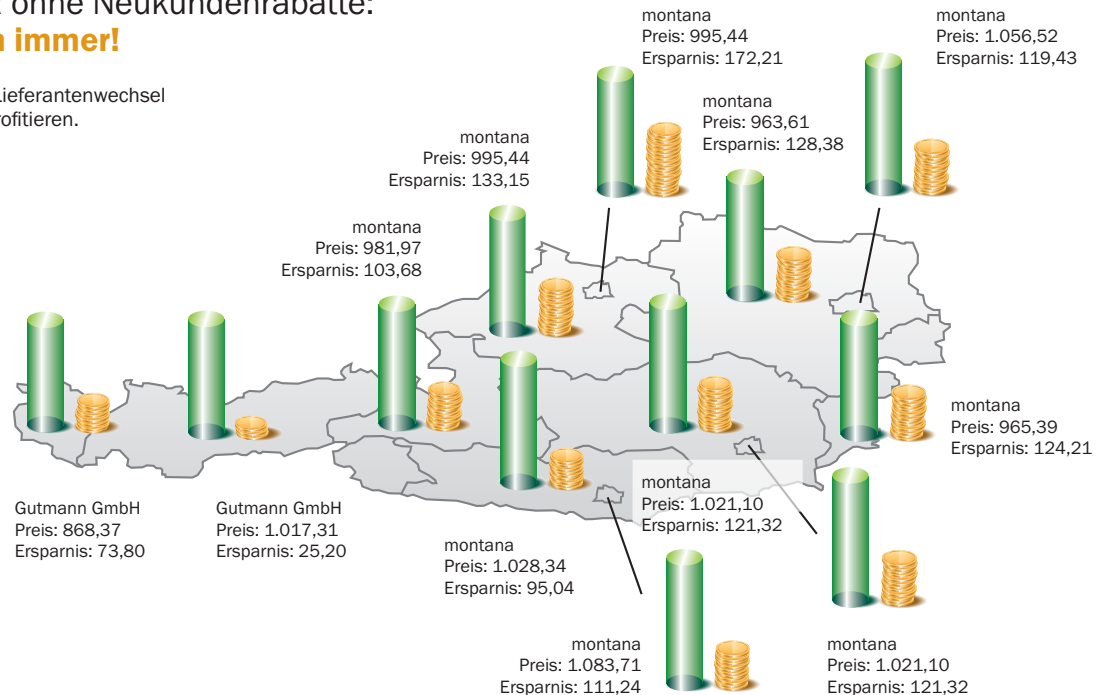 ohne Neukundenrabatte:
immer!
Lieferantenwechsel
profitieren.
montana
Preis: 995,44
Ersparnis: 172,21
montana
Preis: 1.056,52
Ersparnis: 119,43
montana
Preis: 963,61
Ersparnis: 128,38
montana
Preis: 995,44
Ersparnis: 133,15
montana
Preis: 981,97
Ersparnis: 103,68
montana
Preis: 965,39
Ersparnis: 124,21
Gutmann GmbH
Preis: 868,37
Ersparnis: 73,80
Gutmann GmbH
Preis: 1.017,31
Ersparnis: 25,20
montana
Preis: 1.021,10
Ersparnis: 121,32
montana
Preis: 1.028,34
Ersparnis: 95,04
montana
Preis: 1.083,71
Ersparnis: 111,24
montana
Preis: 1.021,10
Ersparnis: 121,32